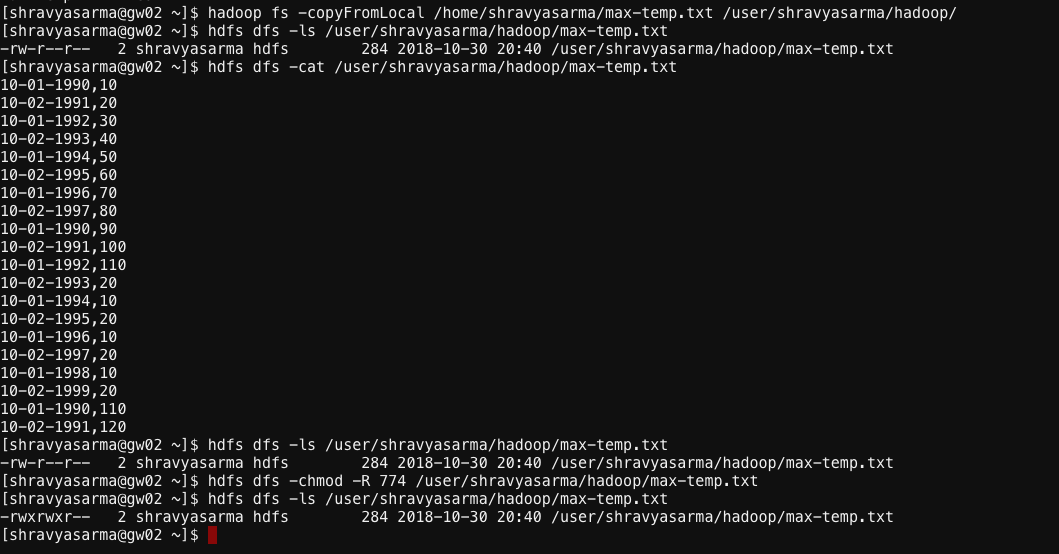 [shravyasarma@gw02 ~]$ hadoop fs -copyFromLocal /home/shravyasarma/max-temp.txt /user/shravyasarma/hadoop/
[shravyasarma@gw02 ~]$ hdfs dfs -ls /user/shravyasarma/hadoop/max-temp.txt
-rw-r--r--   2 shravyasarma hdfs        284 2018-10-30 20:40 /user/shravyasarma/hadoop/max-temp.txt
[shravyasarma@gw02 ~]$ hdfs dfs -cat /user/shravyasarma/hadoop/max-temp.txt
10-01-1990,10
10-02-1991,20
10-01-1992,30
10-02-1993,40
10-01-1994,50
10-02-1995,60
10-01-1996,70
10-02-1997,80
10-01-1990,90
10-02-1991,100
10-01-1992,110
10-02-1993,20
10-01-1994,10
10-02-1995,20
10-01-1996,10
10-02-1997,20
10-01-1998,10
10-02-1999,20
10-01-1990,110
10-02-1991,120
[shravyasarma@gw02 ~]$ hdfs dfs -ls /user/shravyasarma/hadoop/max-temp.txt
-rw-r--r--   2 shravyasarma hdfs        284 2018-10-30 20:40 /user/shravyasarma/hadoop/max-temp.txt
[shravyasarma@gw02 ~]$ hdfs dfs -chmod -R 774 /user/shravyasarma/hadoop/max-temp.txt
[shravyasarma@gw02 ~]$ hdfs dfs -ls /user/shravyasarma/hadoop/max-temp.txt
-rwxrwxr--   2 shravyasarma hdfs        284 2018-10-30 20:40 /user/shravyasarma/hadoop/max-temp.txt
[shravyasarma@gw02 ~]$